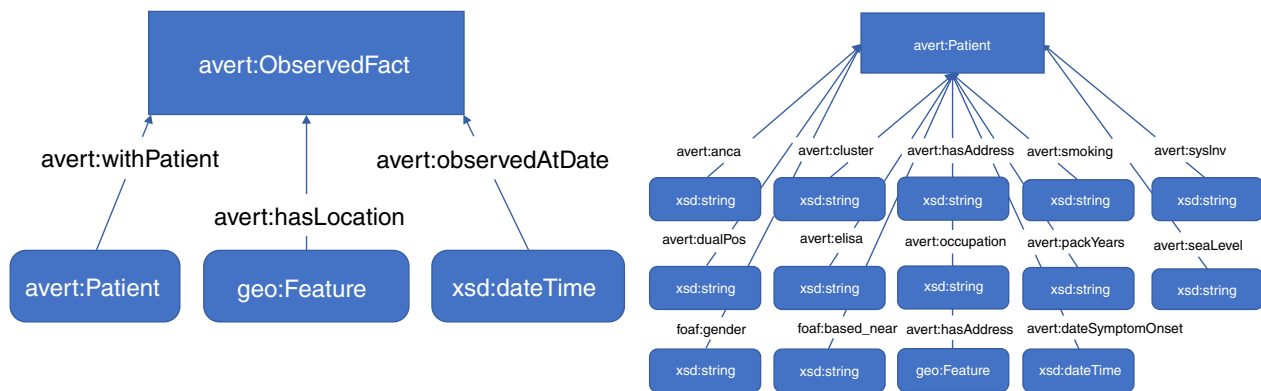 avert:ObservedFact
avert:withPatient
avert:observedAtDate
avert:hasLocation
avert:Patient
geo:Feature
xsd:dateTime
avert:Patient
avert:anca
avert:cluster
avert:hasAddress
avert:smoking
avert:sysInv
xsd:string
xsd:string
xsd:string
xsd:string
xsd:string
avert:dualPos
avert:elisa
avert:occupation
avert:packYears
avert:seaLevel
xsd:string
xsd:string
xsd:string
xsd:string
xsd:string
foaf:gender
foaf:based_near
avert:hasAddress
avert:dateSymptomOnset
xsd:string
xsd:string
geo:Feature
xsd:dateTime